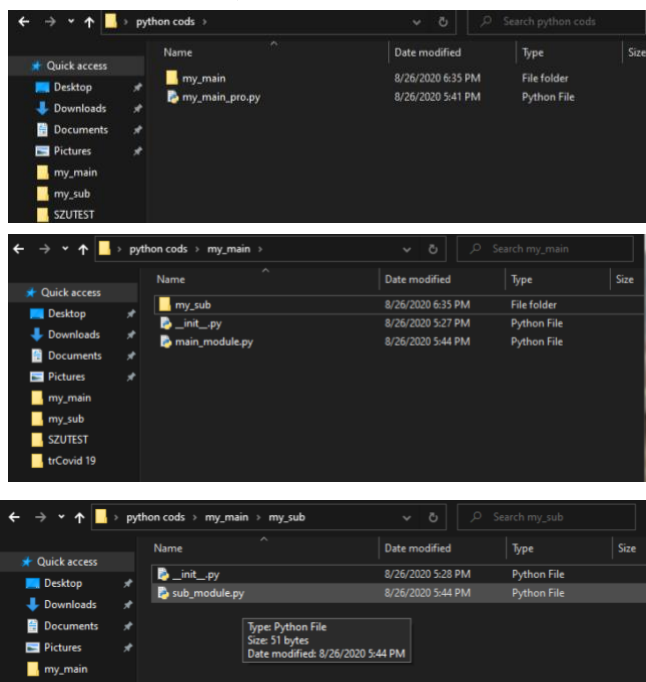 python cods
Search python cods
Name Date modified Type Size
Quick access
Desktop
Downloads
Documents
Pictures
my_main
my_sub
SZUTEST
my_main 8/26/2020 6:35 PM File folder
my_main_pro.py 8/26/2020 5:41 PM Python File
python cods > my_main >
Search my_main
Name Date modified Type Size
Quick access
Desktop
Downloads
Documents
Pictures
my_main
my_sub
SZUTEST
trCovid 19
my_sub 8/26/2020 6:35 PM File folder
__init__.py 8/26/2020 5:27 PM Python File
main_module.py 8/26/2020 5:44 PM Python File
python cods > my_main > my_sub
Search my_sub
Name Date modified Type Size
Quick access
Desktop
Downloads
Documents
Pictures
my_main
__init__.py 8/26/2020 5:28 PM Python File
sub_module.py 8/26/2020 5:44 PM Python File
Type: Python File
Size: 51 bytes
Date modified: 8/26/2020 5:44 PM